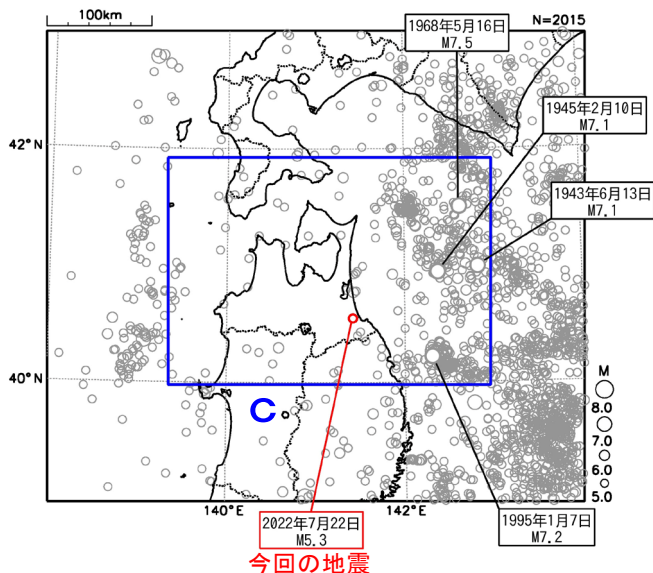 100km
N=2015
1968年5月16日
M7.5
1945年2月10日
M7.1
1943年6月13日
M7.1
42°N
40°N
C
M
8.0
7.0
6.0
5.0
140°E
142°E
2022年7月22日
M5.3
1995年1月7日
M7.2
今回の地震